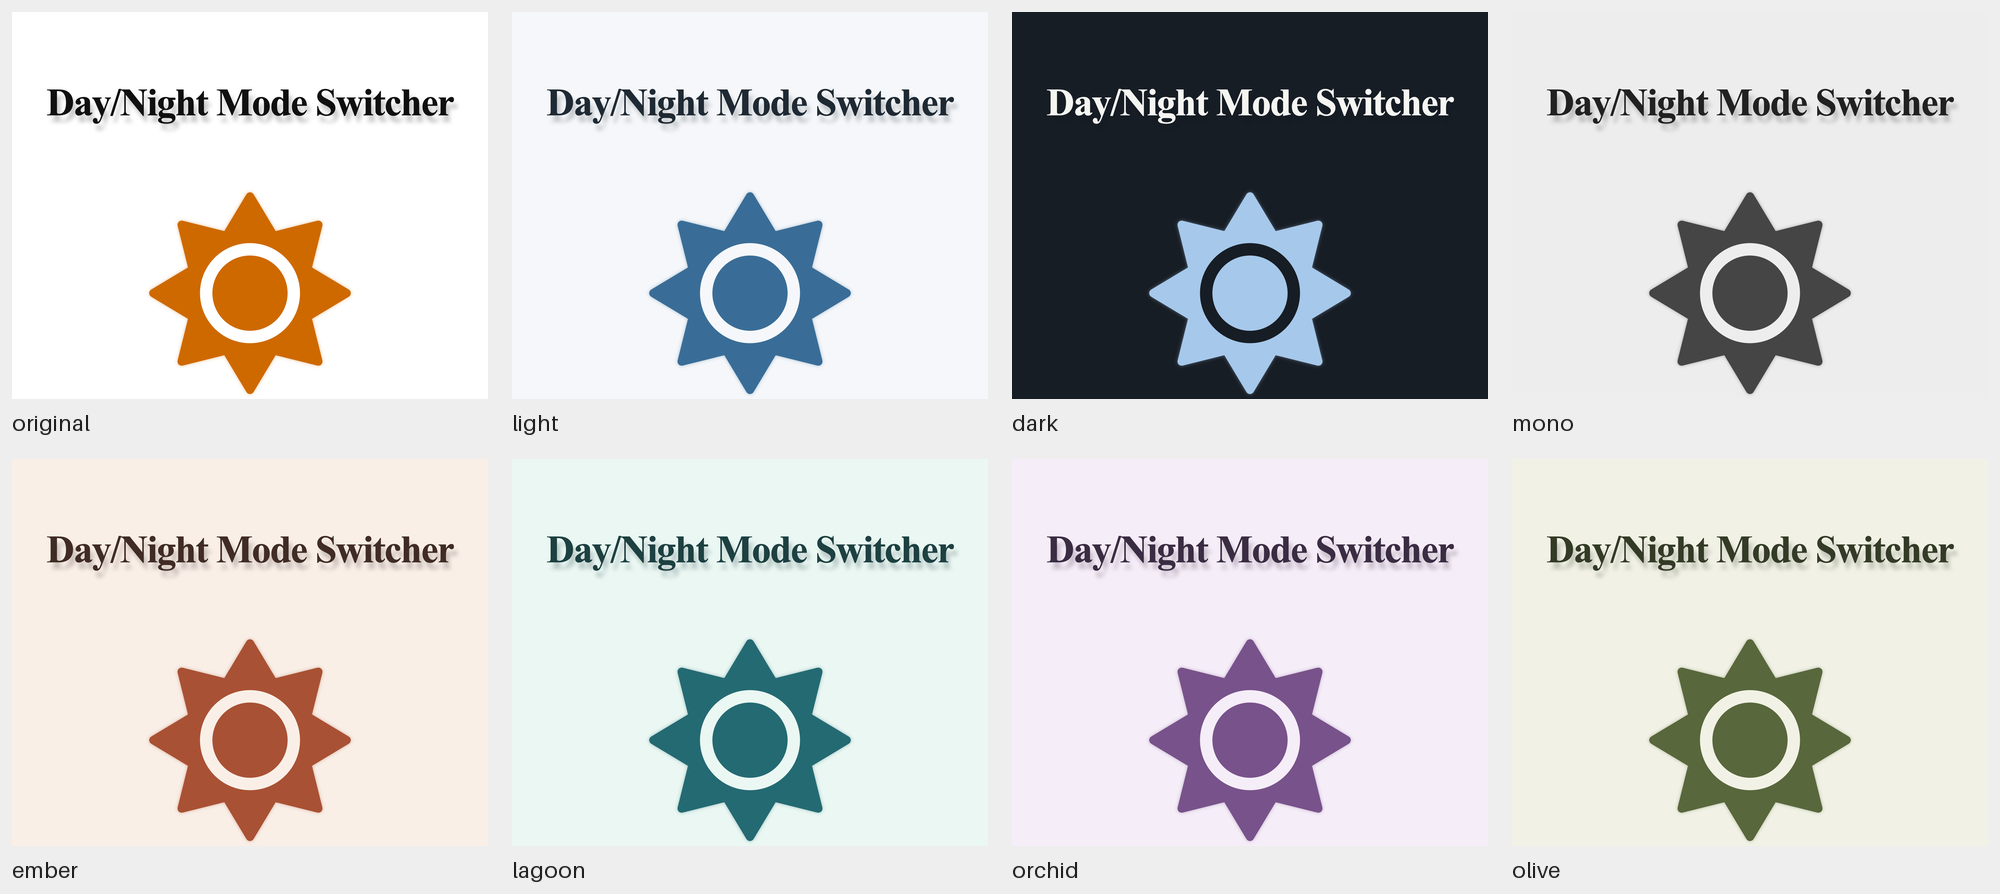 Day/Night Mode Switcher
original
Day/Night Mode Switcher
light
Day/Night Mode Switcher
dark
Day/Night Mode Switcher
mono
Day/Night Mode Switcher
ember
Day/Night Mode Switcher
lagoon
Day/Night Mode Switcher
orchid
Day/Night Mode Switcher
olive